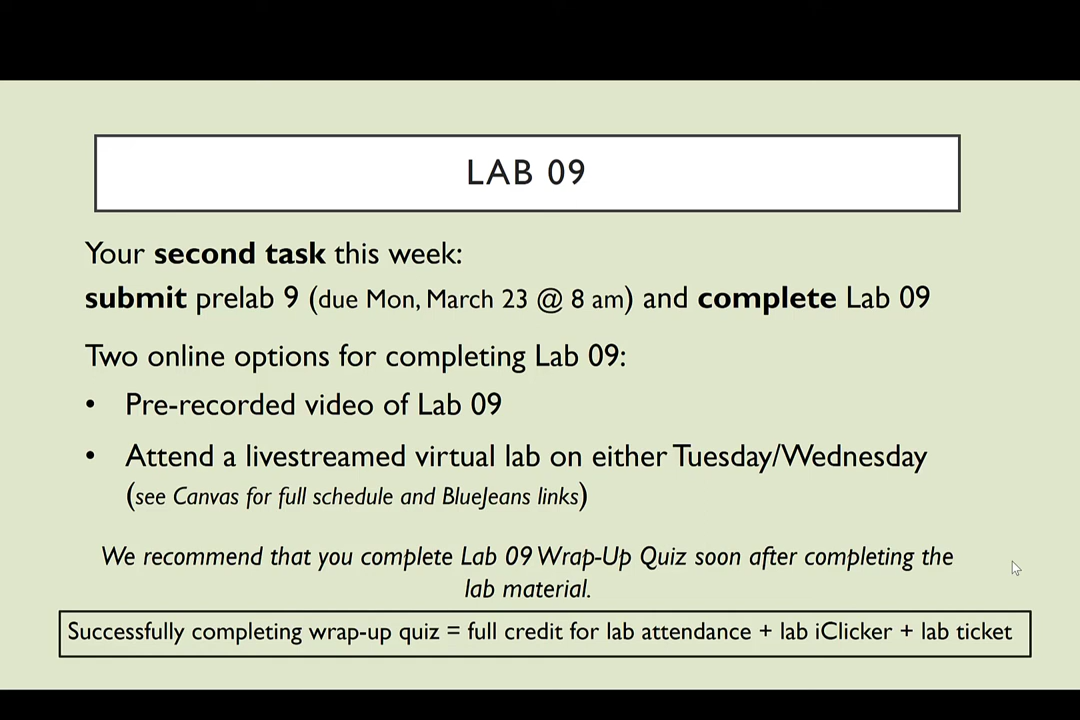 LAB 09
Your second task this week:
submit prelab 9 (due Mon, March 23 @ 8 am) and complete Lab 09
Two online options for completing Lab 09:
• Pre-recorded video of Lab 09
• Attend a livestreamed virtual lab on either Tuesday/Wednesday
(see Canvas for full schedule and BlueJeans links)
We recommend that you complete Lab 09 Wrap-Up Quiz soon after completing the
lab material.
Successfully completing wrap-up quiz = full credit for lab attendance + lab iClicker + lab ticket